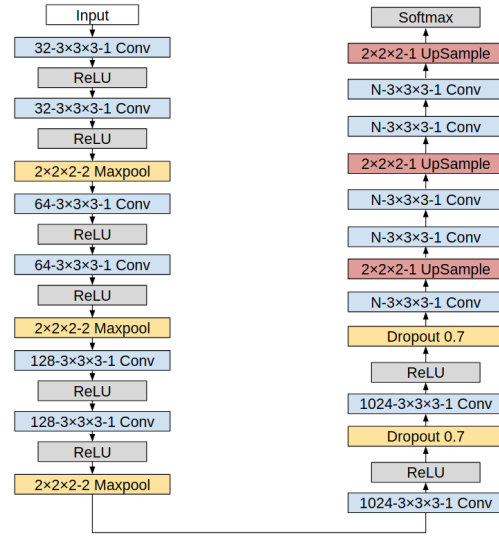 Input
32-3×3×3-1 Conv
ReLU
32-3×3×3-1 Conv
ReLU
2×2×2-2 Maxpool
64-3×3×3-1 Conv
ReLU
64-3×3×3-1 Conv
ReLU
2×2×2-2 Maxpool
128-3×3×3-1 Conv
ReLU
128-3×3×3-1 Conv
ReLU
2×2×2-2 Maxpool
Softmax
2×2×2-1 UpSample
N-3×3×3-1 Conv
N-3×3×3-1 Conv
2×2×2-1 UpSample
N-3×3×3-1 Conv
N-3×3×3-1 Conv
2×2×2-1 UpSample
N-3×3×3-1 Conv
Dropout 0.7
ReLU
1024-3×3×3-1 Conv
Dropout 0.7
ReLU
1024-3×3×3-1 Conv